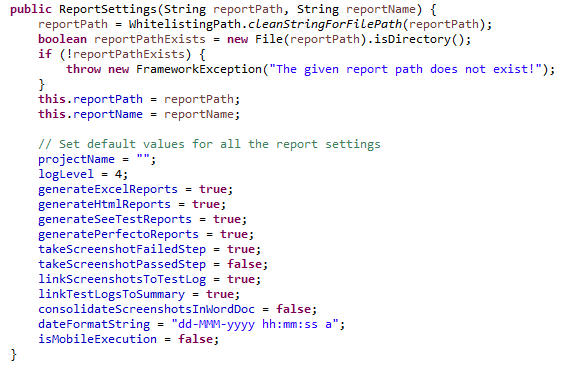 public ReportSettings(String reportPath, String reportName) {
    reportPath = WhitelistingPath.cleanStringForFilePath(reportPath);
    boolean reportPathExists = new File(reportPath).isDirectory();
    if (!reportPathExists) {
        throw new FrameworkException("The given report path does not exist!");
    }
    this.reportPath = reportPath;
    this.reportName = reportName;

    // Set default values for all the report settings
    projectName = "";
    logLevel = 4;
    generateExcelReports = true;
    generateHtmlReports = true;
    generateSeeTestReports = true;
    generatePerfectoReports = true;
    takeScreenshotFailedStep = true;
    takeScreenshotPassedStep = false;
    linkScreenshotsToTestLog = true;
    linkTestLogsToSummary = true;
    consolidateScreenshotsInWordDoc = false;
    dateFormatString = "dd-MMM-yyyy hh:mm:ss a";
    isMobileExecution = false;
}